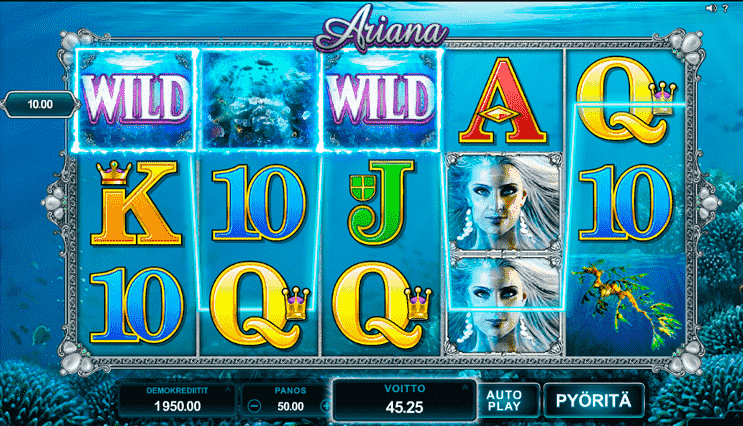 Ariana
?
WILD WILD A Q
10.00
K 10 J 10
10 Q Q
DEMOKREDIITIT PANOS VOITTO AUTO PLAY PYÖRITÄ
1950.00 50.00 45.25